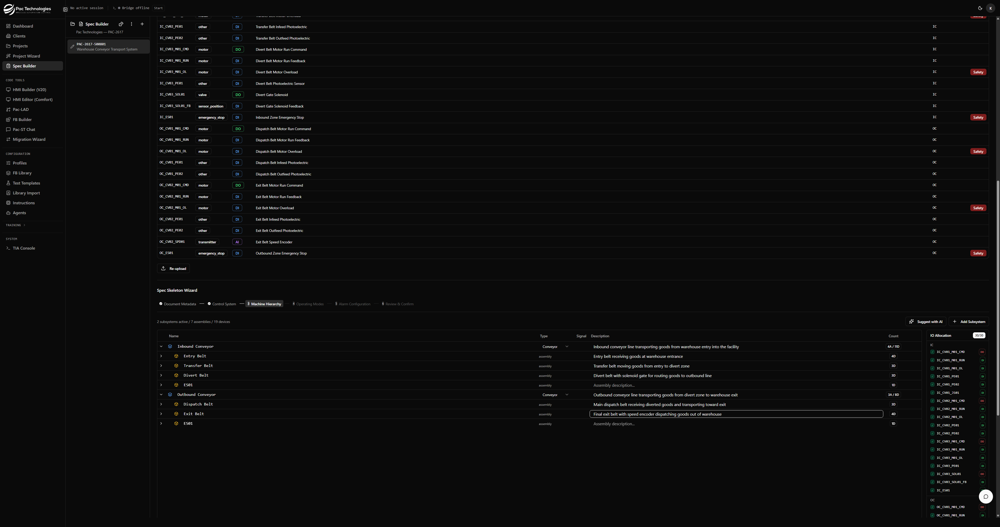 Pac Technologies
PROCESS AUTOMATION CONTROL
No active session
Bridge offline
Start
K
Dashboard
Clients
Projects
Project Wizard
Spec Builder
CODE TOOLS
HMI Builder (V20)
HMI Editor (Comfort)
Pac-LAD
FB Builder
Pac-ST Chat
Migration Wizard
CONFIGURATION
Profiles
FB Library
Test Templates
Library Import
Instructions
Agents
TRAINING
SYSTEM
TIA Console
Spec Builder
Pac Technologies — PAC-2617
PAC-2617-500801
Warehouse Conveyor Transport System
IC_CV02_PE01 other DI Transfer Belt Infeed Photoelectric IC
IC_CV02_PE02 other DI Transfer Belt Outfeed Photoelectric IC
IC_CV03_M01_CMD motor DO Divert Belt Motor Run Command IC
IC_CV03_M01_RUN motor DI Divert Belt Motor Run Feedback IC
IC_CV03_M01_OL motor DI Divert Belt Motor Overload IC Safety
IC_CV03_PE01 other DI Divert Belt Photoelectric Sensor IC
IC_CV03_SOL01 valve DO Divert Gate Solenoid IC
IC_CV03_SOL01_FB sensor_position DI Divert Gate Solenoid Feedback IC
IC_ES01 emergency_stop DI Inbound Zone Emergency Stop IC Safety
OC_CV01_M01_CMD motor DO Dispatch Belt Motor Run Command OC
OC_CV01_M01_RUN motor DI Dispatch Belt Motor Run Feedback OC
OC_CV01_M01_OL motor DI Dispatch Belt Motor Overload OC Safety
OC_CV01_PE01 other DI Dispatch Belt Infeed Photoelectric OC
OC_CV01_PE02 other DI Dispatch Belt Outfeed Photoelectric OC
OC_CV02_M01_CMD motor DO Exit Belt Motor Run Command OC
OC_CV02_M01_RUN motor DI Exit Belt Motor Run Feedback OC
OC_CV02_M01_OL motor DI Exit Belt Motor Overload OC Safety
OC_CV02_PE01 other DI Exit Belt Infeed Photoelectric OC
OC_CV02_PE02 other DI Exit Belt Outfeed Photoelectric OC
OC_CV02_SPD01 transmitter AI Exit Belt Speed Encoder OC
OC_ES01 emergency_stop DI Outbound Zone Emergency Stop OC Safety
Re-upload
Spec Skeleton Wizard
Document Metadata Control System 3 Machine Hierarchy 4 Operating Modes 5 Alarm Configuration 6 Review & Confirm
2 subsystems active / 7 assemblies / 19 devices
Suggest with AI
Add Subsystem
Name Type Signal Description Count
Inbound Conveyor Conveyor Inbound conveyor line transporting goods from warehouse entry into the facility 4A / 11D
Entry Belt assembly Entry belt receiving goods at warehouse entrance 4D
Transfer Belt assembly Transfer belt moving goods from entry to divert zone 3D
Divert Belt assembly Divert belt with solenoid gate for routing goods to outbound line 3D
ES01 assembly Assembly description... 1D
Outbound Conveyor Conveyor Outbound conveyor line transporting goods from divert zone to warehouse exit 3A / 8D
Dispatch Belt assembly Main dispatch belt receiving diverted goods and transporting toward exit 3D
Exit Belt assembly Final exit belt with speed encoder dispatching goods out of warehouse 4D
ES01 assembly Assembly description... 1D
IO Allocation 30/30
IC
IC_CV01_M01_CMD DO
IC_CV01_M01_RUN DI
IC_CV01_M01_OL DI
IC_CV01_PE01 DI
IC_CV01_PE02 DI
IC_CV01_JS01 DI
IC_CV02_M01_CMD DO
IC_CV02_M01_RUN DI
IC_CV02_M01_OL DI
IC_CV02_PE01 DI
IC_CV02_PE02 DI
IC_CV03_M01_CMD DO
IC_CV03_M01_RUN DI
IC_CV03_M01_OL DI
IC_CV03_PE01 DI
IC_CV03_SOL01 DO
IC_CV03_SOL01_FB DI
IC_ES01
OC
OC_CV01_M01_CMD DO
OC_CV01_M01_RUN DI